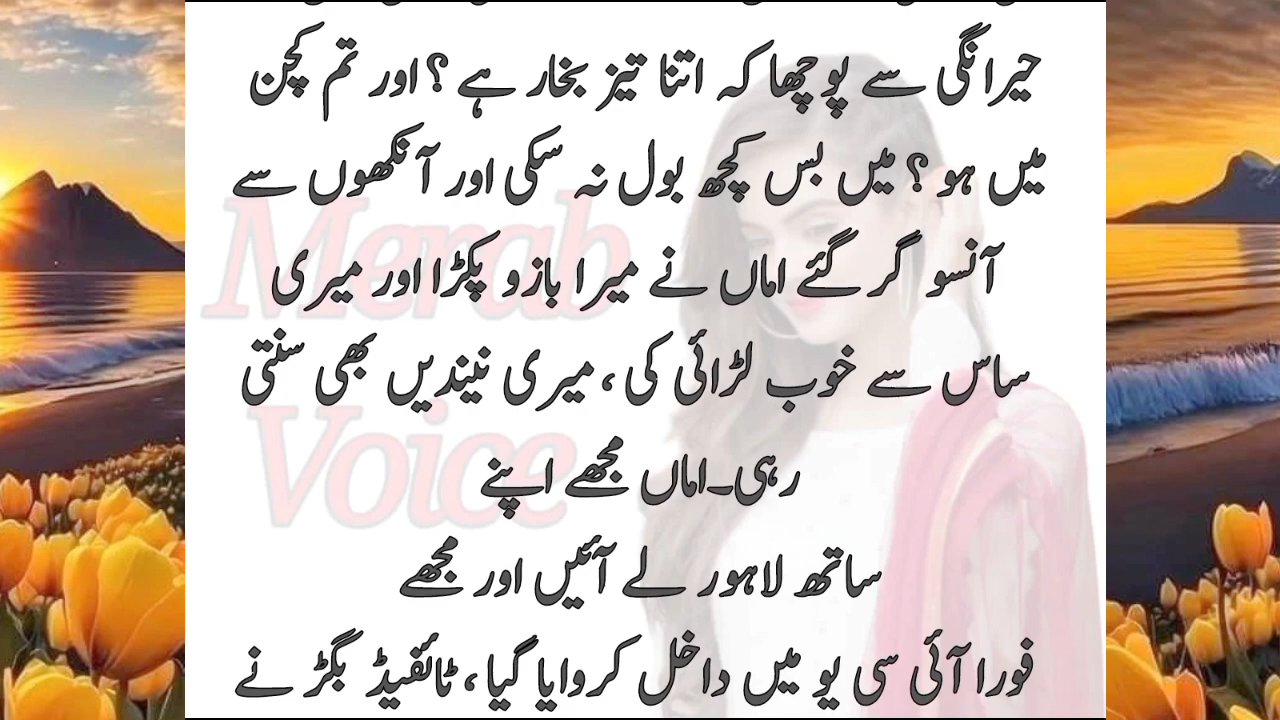 حیرانگی سے پوچھا کہ اتنا تیز بخار ہے ؟ اور تم کچن
میں ہو ؟ میں بس کچھ بول نہ سکی اور آنکھوں سے
آنسو گر گئے اماں نے میرا بازو پکڑا اور میری
ساس سے خوب لڑائی کی ، میری نیندیں بھی سنتی
رہی۔اماں مجھے اپنے
ساتھ لاہور لے آئیں اور مجھے
فورا آئی سی یو میں داخل کروایا گیا ، ٹائفیڈ بگڑ نے
Merab
Voice